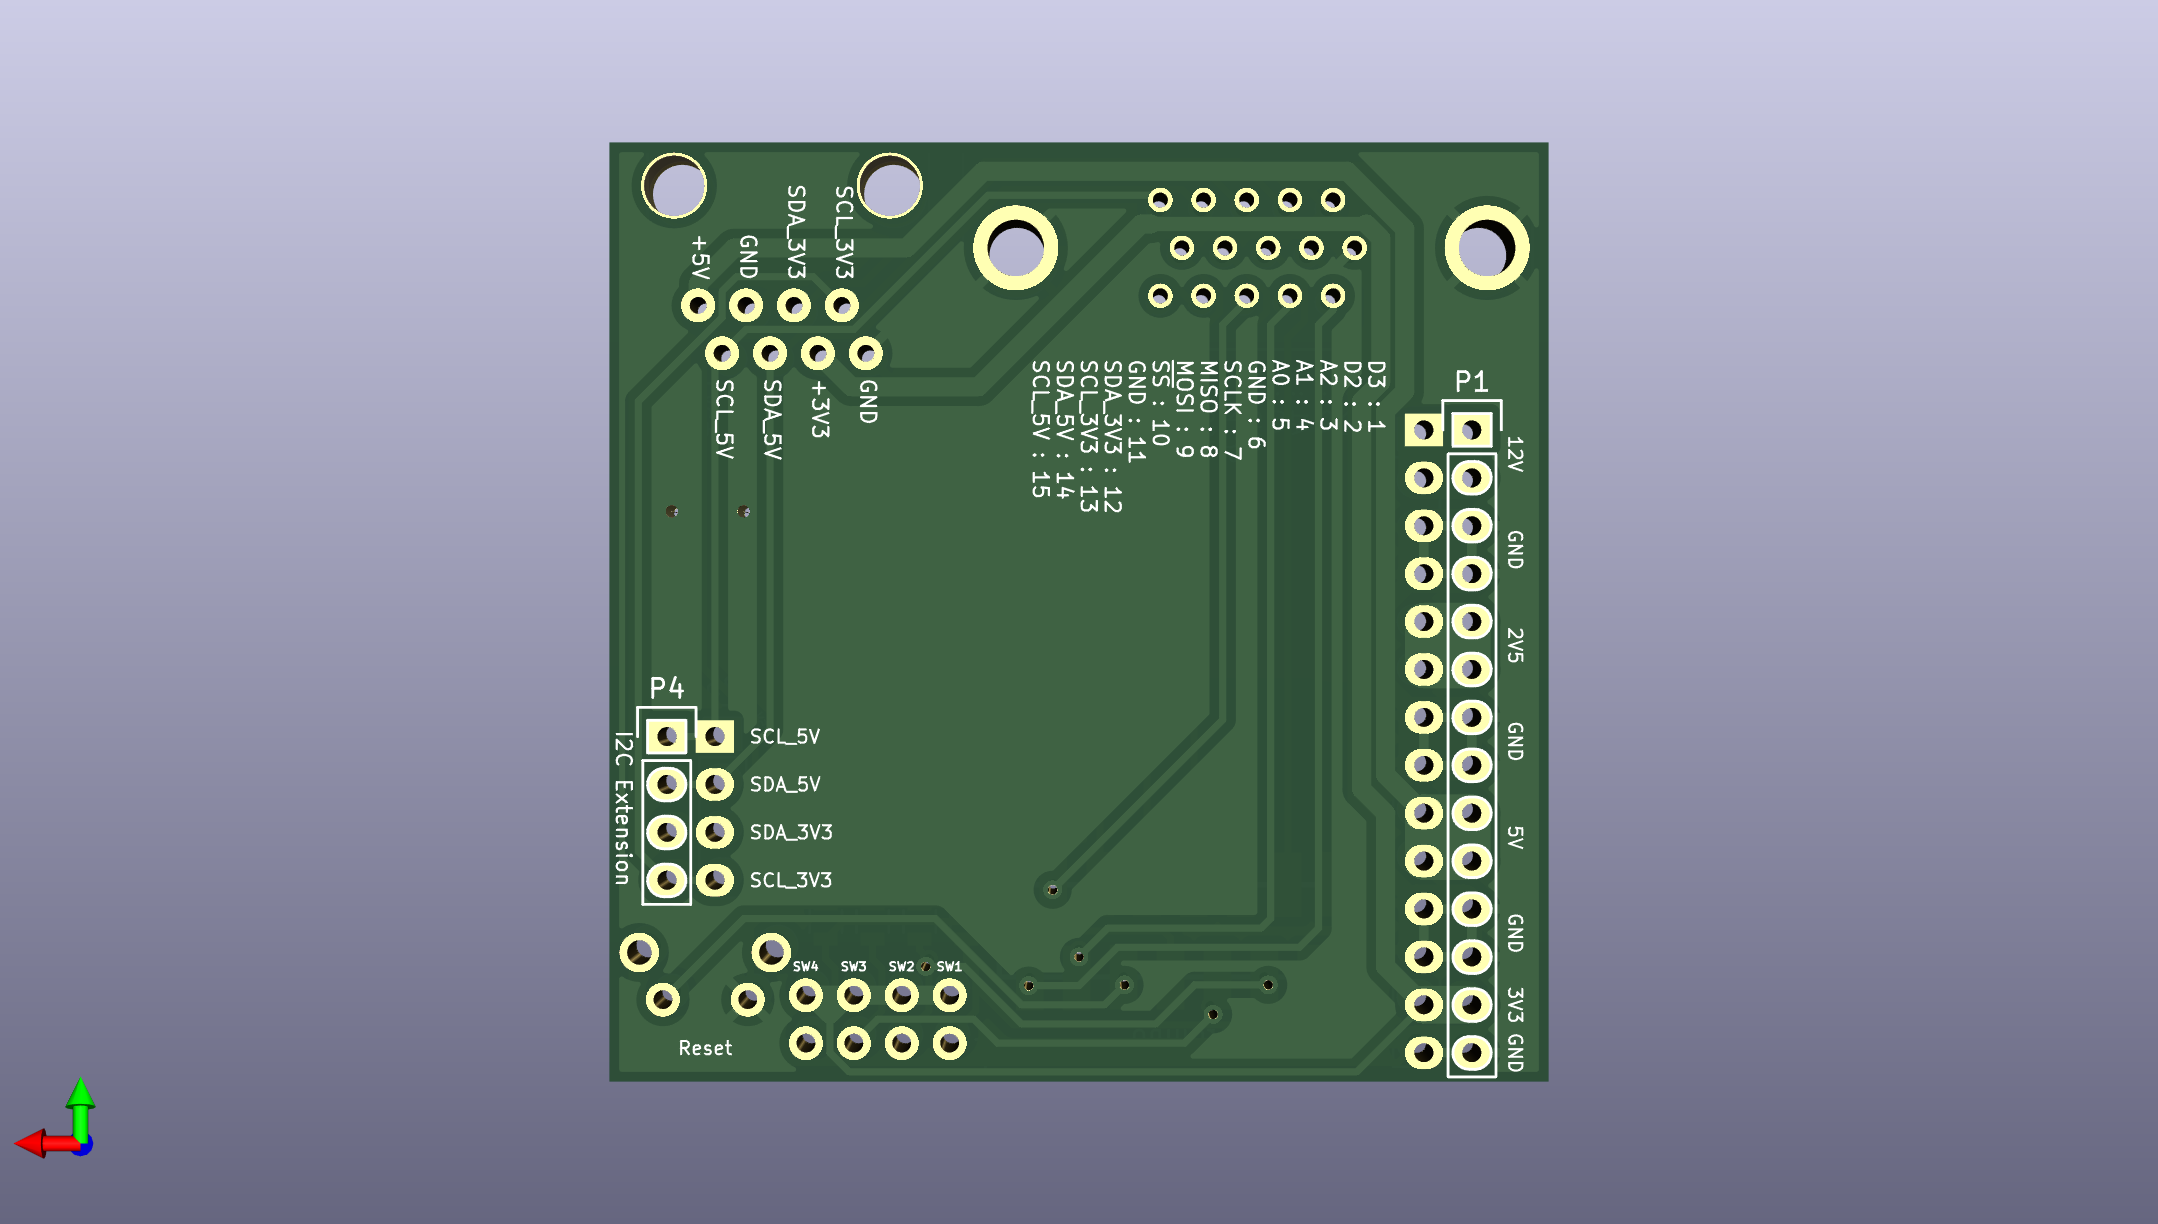 +5V
GND
SDA_3V3
SCL_3V3
SCL_5V
SDA_5V
+3V3
GND
D3 : 1
D2 : 2
A2 : 3
A1 : 4
A0 : 5
GND : 6
SCLK : 7
MISO : 8
MOSI : 9
SS : 10
GND : 11
SDA_3V3 : 12
SCL_3V3 : 13
SDA_5V : 14
SCL_5V : 15
P1
12V
GND
2V5
GND
5V
GND
3V3
GND
P4
I2C Extension
SCL_5V
SDA_5V
SDA_3V3
SCL_3V3
SW4 SW3 SW2 SW1
Reset